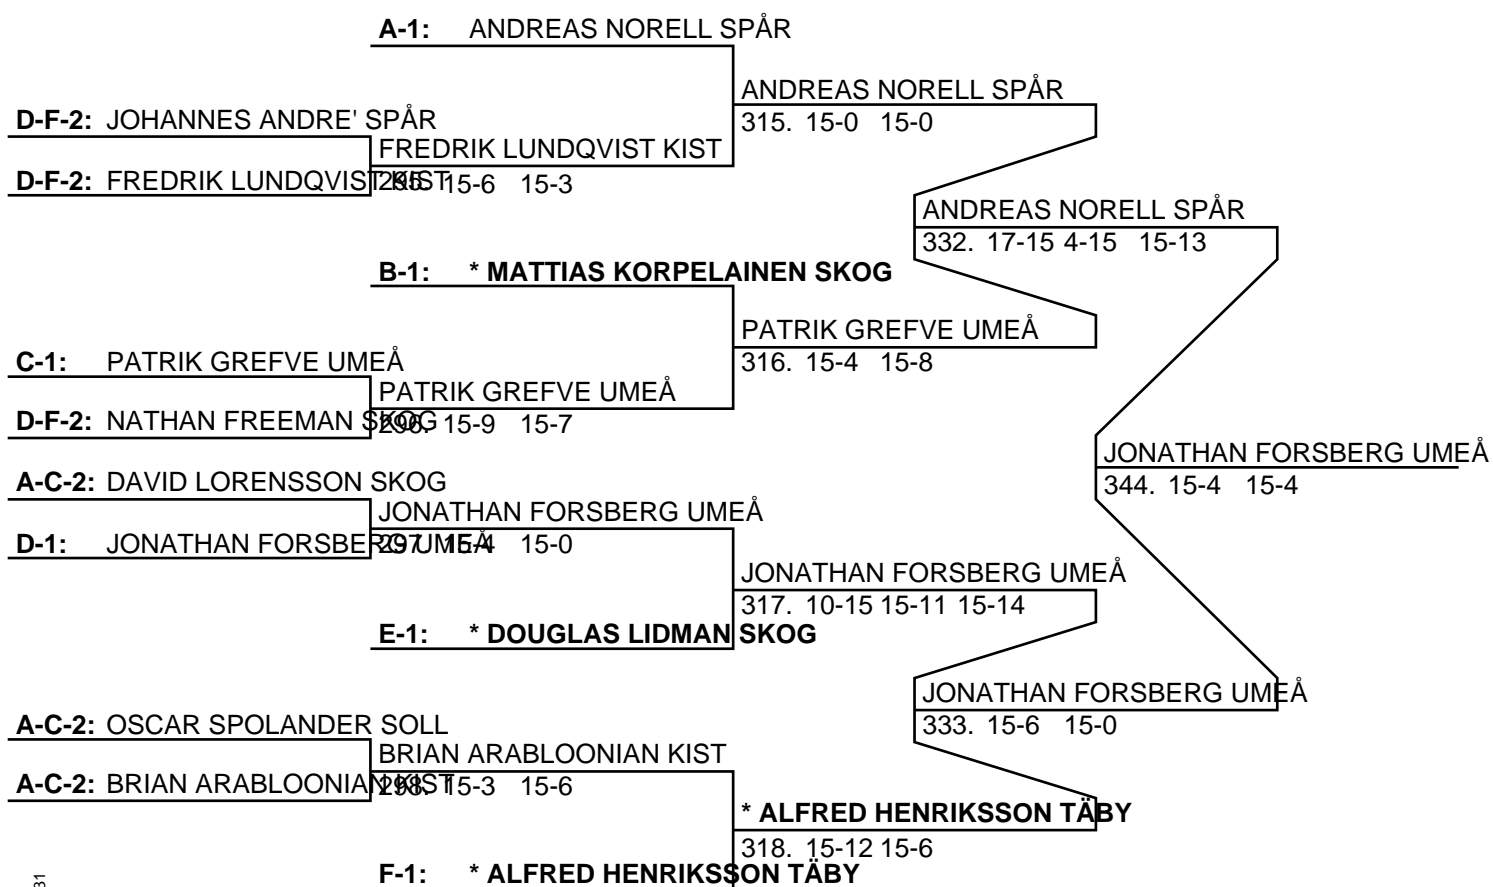 A-1: ANDREAS NORELL SPÅR
ANDREAS NORELL SPÅR
D-F-2: JOHANNES ANDRE' SPÅR
315. 15-0 15-0
FREDRIK LUNDQVIST KIST
D-F-2: FREDRIK LUNDQVIST KIST
295. 15-6 15-3
ANDREAS NORELL SPÅR
332. 17-15 4-15 15-13
B-1: * MATTIAS KORPELAINEN SKOG
PATRIK GREFVE UMEÅ
C-1: PATRIK GREFVE UMEÅ
316. 15-4 15-8
PATRIK GREFVE UMEÅ
D-F-2: NATHAN FREEMAN SKOG
296. 15-9 15-7
JONATHAN FORSBERG UMEÅ
344. 15-4 15-4
A-C-2: DAVID LORENSSON SKOG
JONATHAN FORSBERG UMEÅ
D-1: JONATHAN FORSBERG UMEÅ
297. 15-4 15-0
JONATHAN FORSBERG UMEÅ
317. 10-15 15-11 15-14
E-1: * DOUGLAS LIDMAN SKOG
JONATHAN FORSBERG UMEÅ
333. 15-6 15-0
A-C-2: OSCAR SPOLANDER SOLL
BRIAN ARABLOONIAN KIST
A-C-2: BRIAN ARABLOONIAN KIST
298. 15-3 15-6
* ALFRED HENRIKSSON TÄBY
318. 15-12 15-6
F-1: * ALFRED HENRIKSSON TÄBY